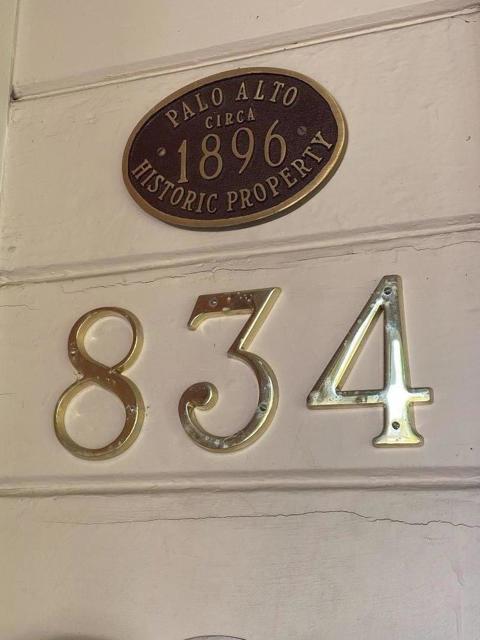 PALO ALTO
CIRCA
1896
HISTORIC PROPERTY
834